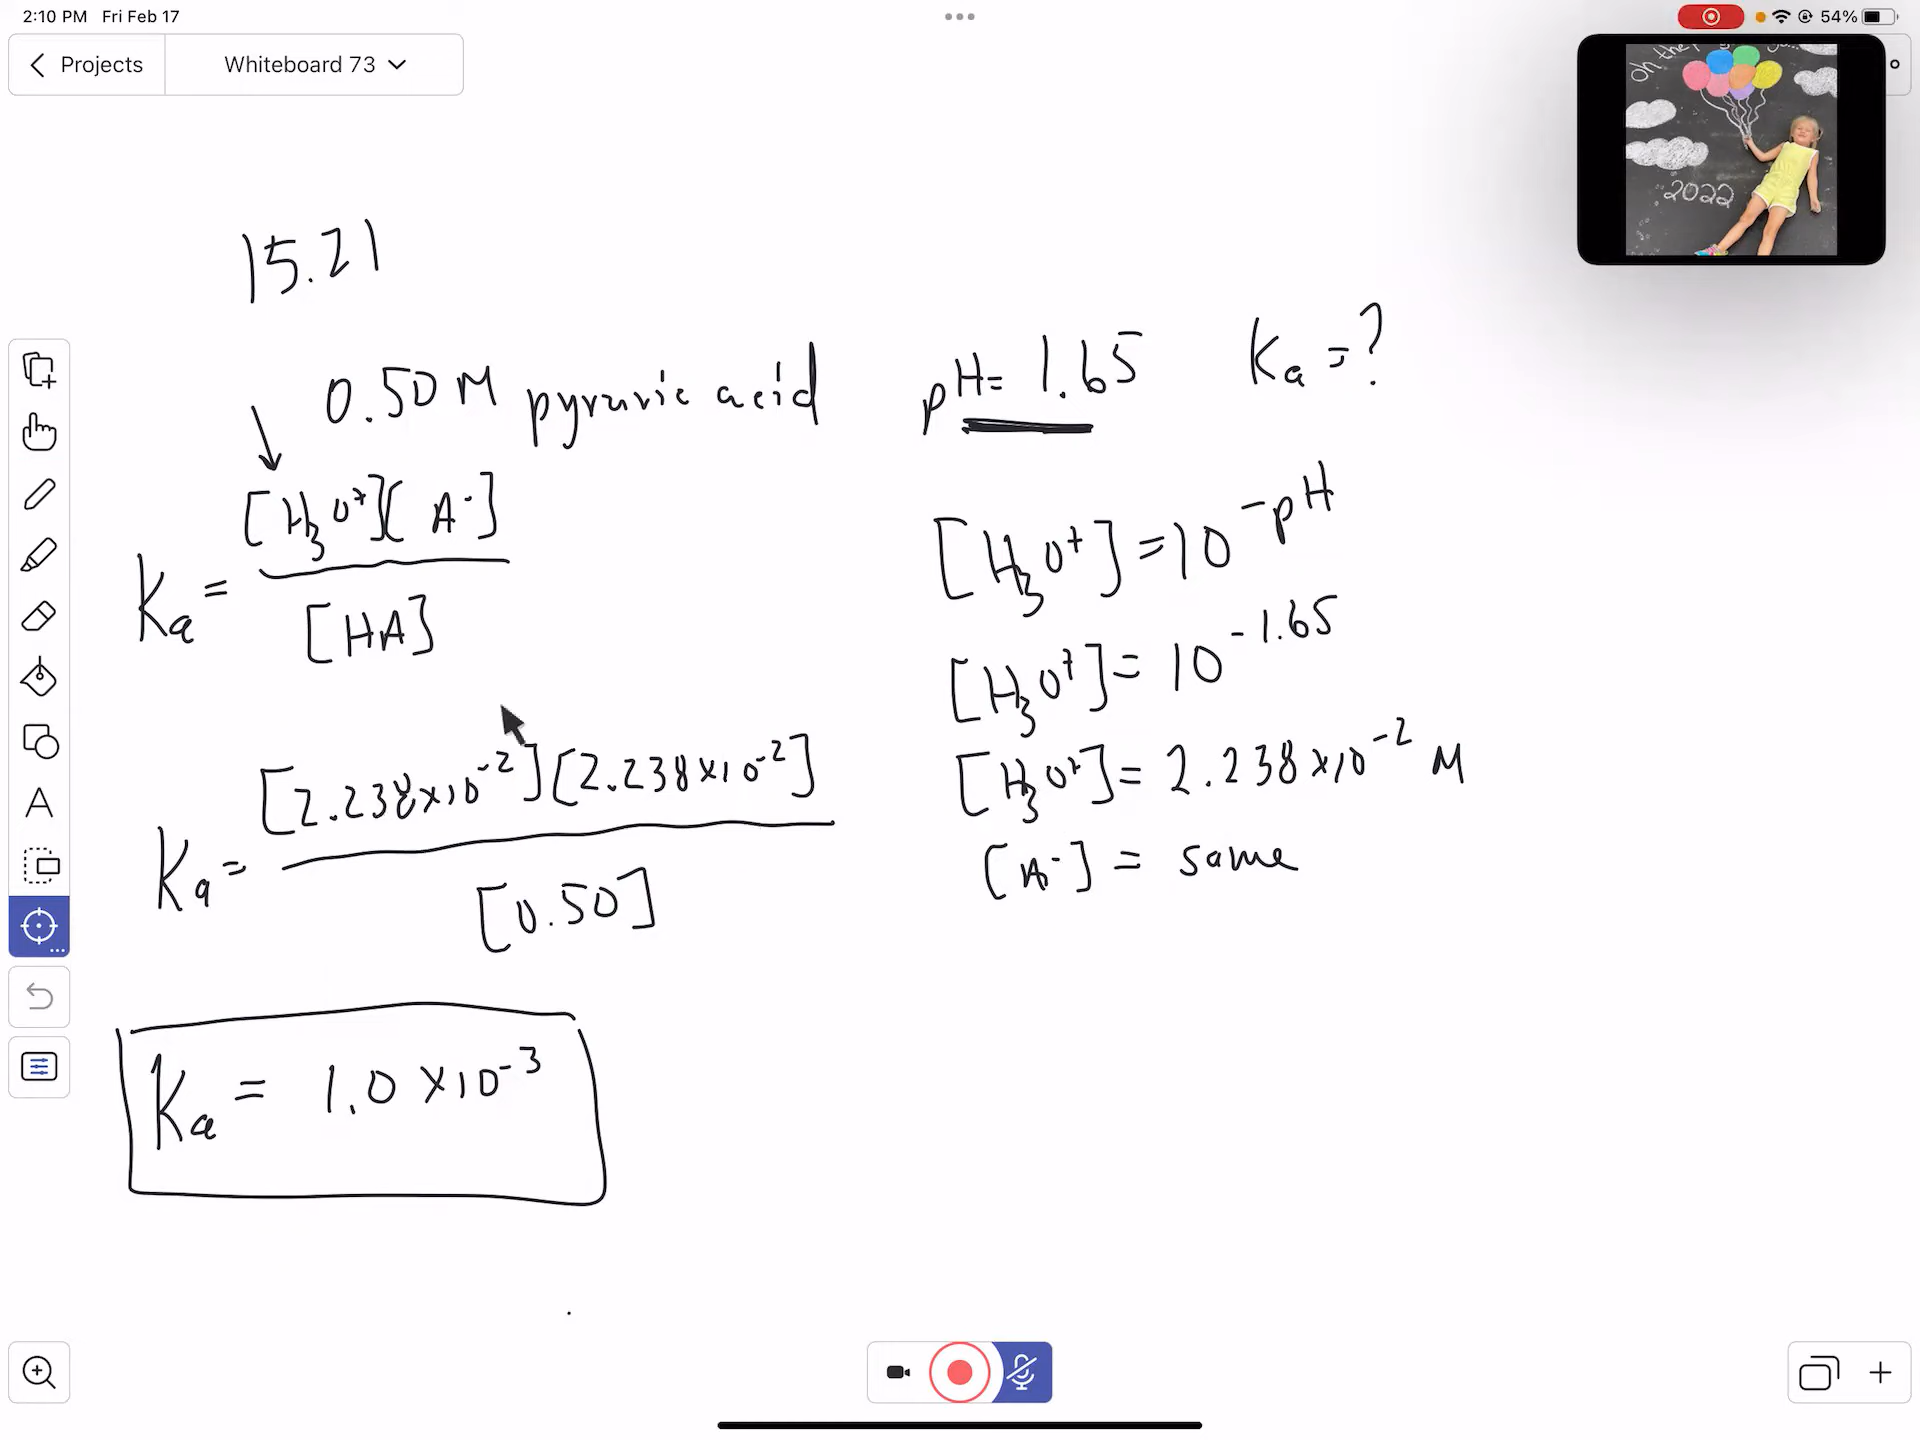 2:10 PM Fri Feb 17
54%
Projects
Whiteboard 73
2022
15.21
0.50 M pyruvic acid
pH = 1.65
Ka = ?
Ka = [H3O+][A-]
[HA]
[H3O+] = 10^-pH
[H3O+] = 10^-1.65
[H3O+] = 2.238 x 10^-2 M
[A-] = same
Ka = [2.238 x 10^-2][2.238 x 10^-2]
[0.50]
Ka = 1.0 x 10^-3
A